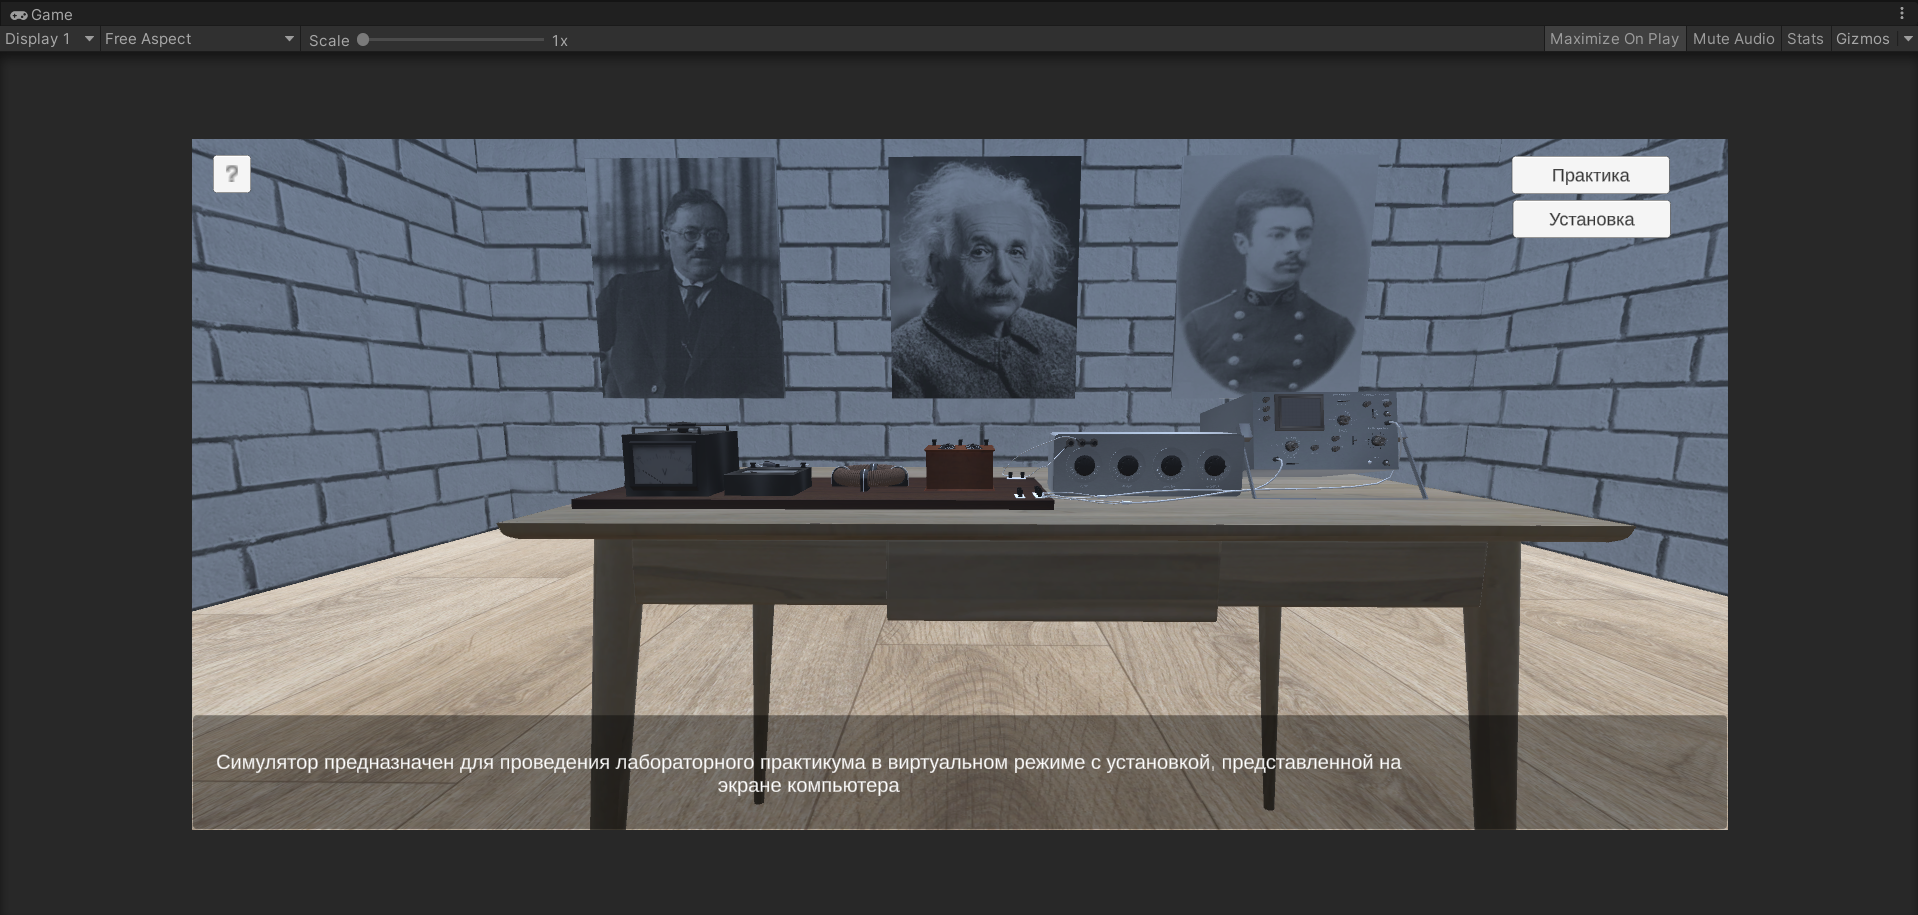 Game
Display 1
Free Aspect
Scale
1x
Maximize On Play
Mute Audio
Stats
Gizmos
?
Практика
Установка
Симулятор предназначен для проведения лабораторного практикума в виртуальном режиме с установкой, представленной на
экране компьютера